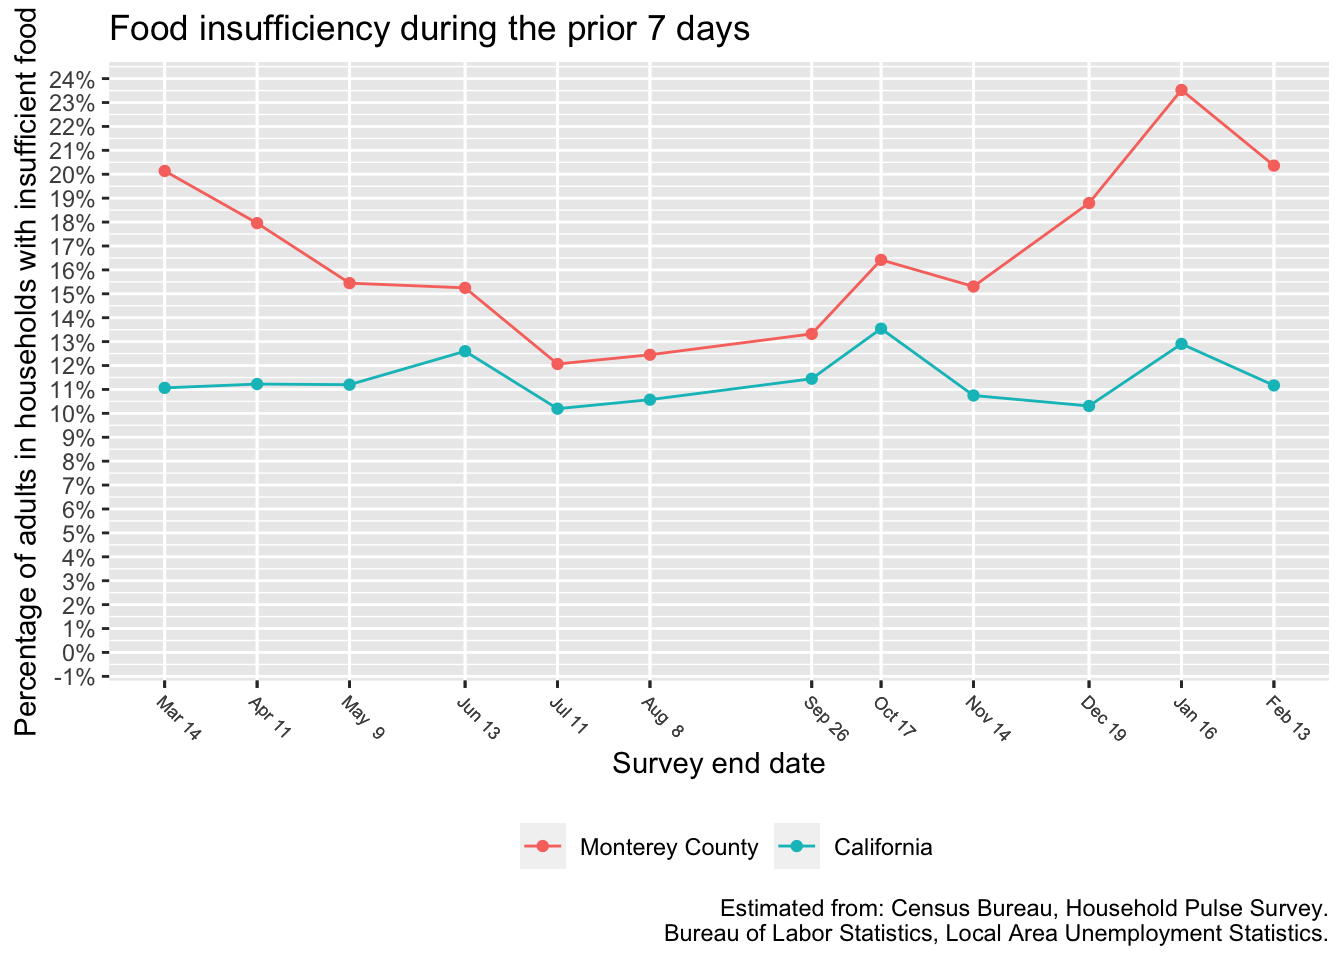 Food insufficiency during the prior 7 days
Percentage of adults in households with insufficient food
24%
23%
22%
21%
20%
19%
18%
17%
16%
15%
14%
13%
12%
11%
10%
9%
8%
7%
6%
5%
4%
3%
2%
1%
0%
-1%
Mar 14
Apr 11
May 9
Jun 13
Jul 11
Aug 8
Sep 26
Oct 17
Nov 14
Dec 19
Jan 16
Feb 13
Survey end date
Monterey County
California
Estimated from: Census Bureau, Household Pulse Survey.
Bureau of Labor Statistics, Local Area Unemployment Statistics.